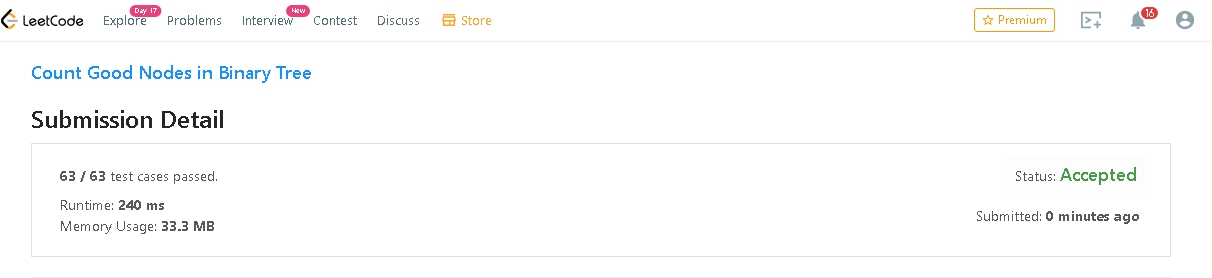 LeetCode Explore Day 17 Problems Interview New Contest Discuss Store Premium 16
Count Good Nodes in Binary Tree
Submission Detail
63 / 63 test cases passed. Status: Accepted
Runtime: 240 ms
Memory Usage: 33.3 MB Submitted: 0 minutes ago